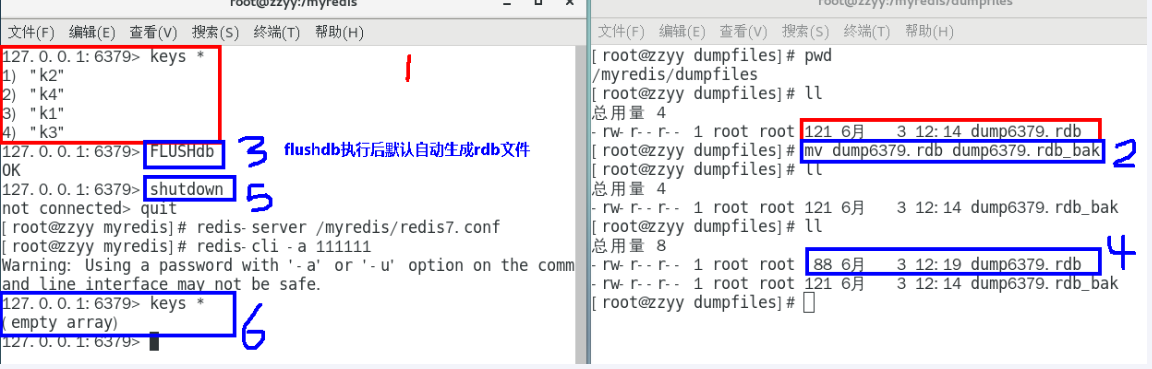 root@zzyy:/myredis
文件(F) 编辑(E) 查看(V) 搜索(S) 终端(T) 帮助(H)
127.0.0.1:6379> keys *
1) "k2"
2) "k4"
3) "k1"
4) "k3"
1
127.0.0.1:6379> FLUSHdb
3 flushdb执行后默认自动生成rdb文件
OK
127.0.0.1:6379> shutdown
5
not connected> quit
[root@zzyy myredis]# redis-server /myredis/redis7.conf
[root@zzyy myredis]# redis-cli -a 111111
Warning: Using a password with '-a' or '-u' option on the comm
and line interface may not be safe.
127.0.0.1:6379> keys *
(empty array)
6
127.0.0.1:6379>
root@zzyy:/myredis/dumpfiles
文件(F) 编辑(E) 查看(V) 搜索(S) 终端(T) 帮助(H)
[root@zzyy dumpfiles]# pwd
/myredis/dumpfiles
[root@zzyy dumpfiles]# ll
总用量 4
-rw-r--r-- 1 root root 121 6月 3 12:14 dump6379.rdb
[root@zzyy dumpfiles]# mv dump6379.rdb dump6379.rdb_bak
2
[root@zzyy dumpfiles]# ll
总用量 4
-rw-r--r-- 1 root root 121 6月 3 12:14 dump6379.rdb_bak
[root@zzyy dumpfiles]# ll
总用量 8
-rw-r--r-- 1 root root 88 6月 3 12:19 dump6379.rdb
4
-rw-r--r-- 1 root root 121 6月 3 12:14 dump6379.rdb_bak
[root@zzyy dumpfiles]#